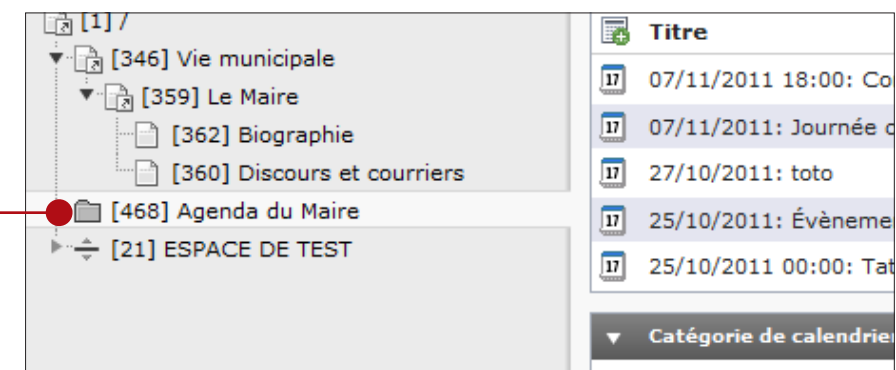 [1] /
[346] Vie municipale
[359] Le Maire
[362] Biographie
[360] Discours et courriers
[468] Agenda du Maire
[21] ESPACE DE TEST
Titre
17 07/11/2011 18:00: Co
17 07/11/2011: Journée
17 27/10/2011: toto
17 25/10/2011: Évèneme
17 25/10/2011 00:00: Tat
Catégorie de calendrier